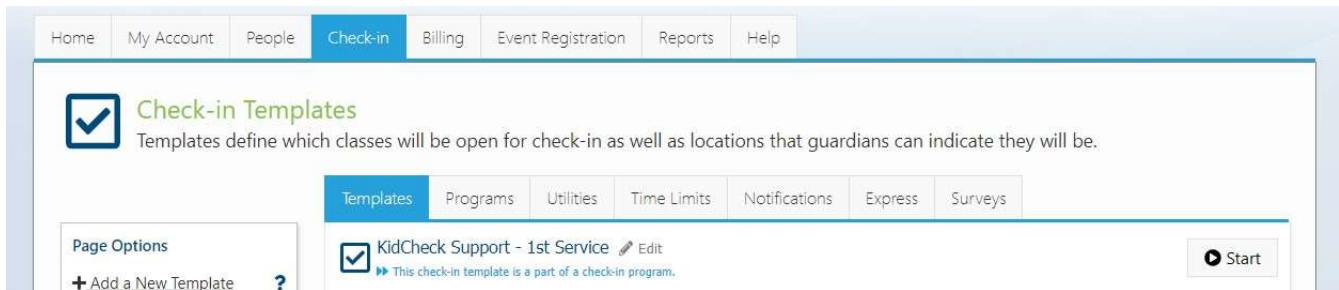 Home My Account People Check-in Billing Event Registration Reports Help
Check-in Templates
Templates define which classes will be open for check-in as well as locations that guardians can indicate they will be.
Templates Programs Utilities Time Limits Notifications Express Surveys
Page Options
+ Add a New Template ?
KidCheck Support - 1st Service Edit
This check-in template is a part of a check-in program.
Start